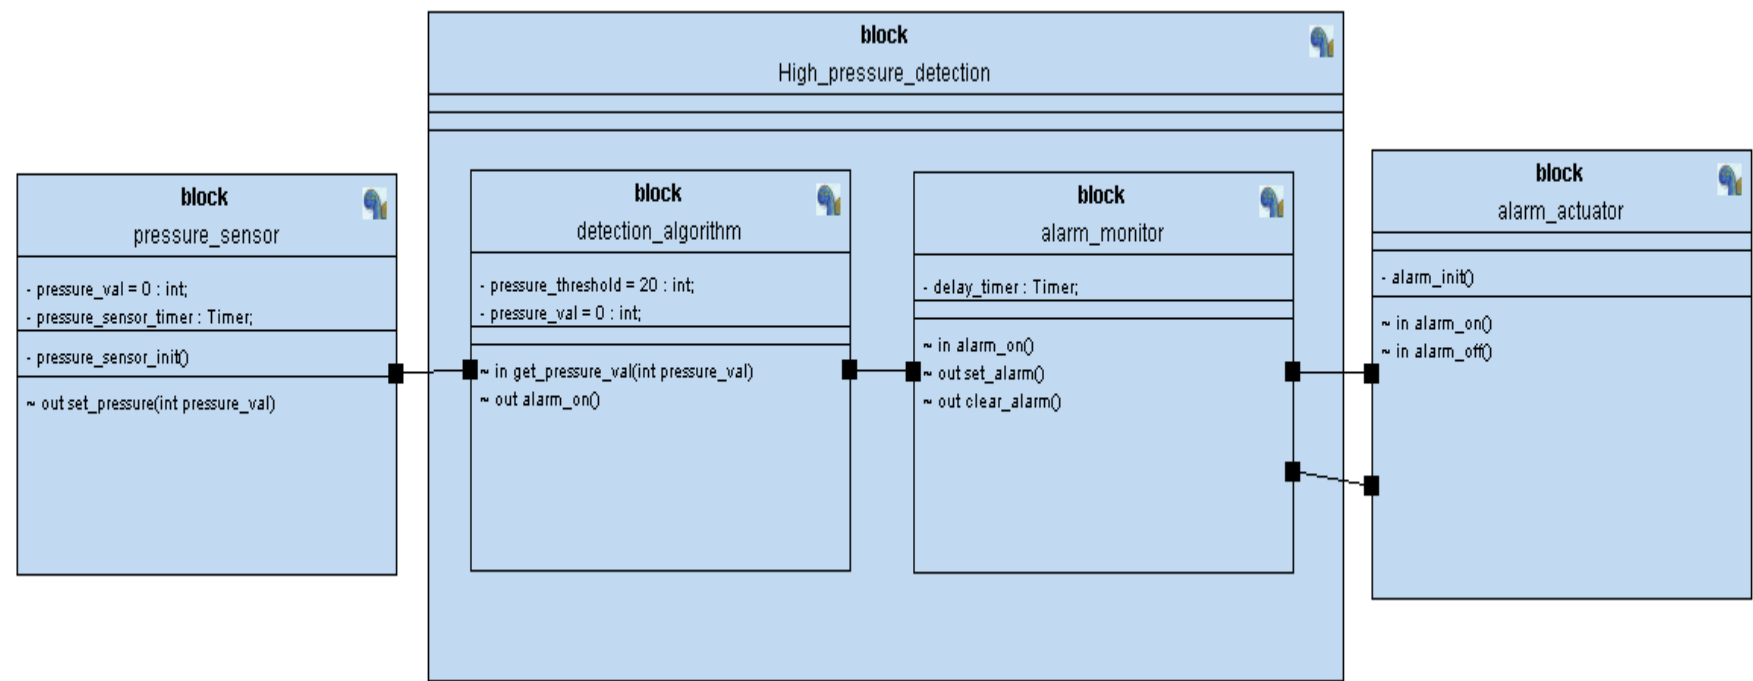 block
High_pressure_detection
block
pressure_sensor
- pressure_val = 0 : int;
- pressure_sensor_timer : Timer;
- pressure_sensor_init()
~ out set_pressure(int pressure_val)
block
detection_algorithm
- pressure_threshold = 20 : int;
- pressure_val = 0 : int;
~ in get_pressure_val(int pressure_val)
~ out alarm_on()
block
alarm_monitor
- delay_timer : Timer;
~ in alarm_on()
~ out set_alarm()
~ out clear_alarm()
block
alarm_actuator
- alarm_init()
~ in alarm_on()
~ in alarm_off()